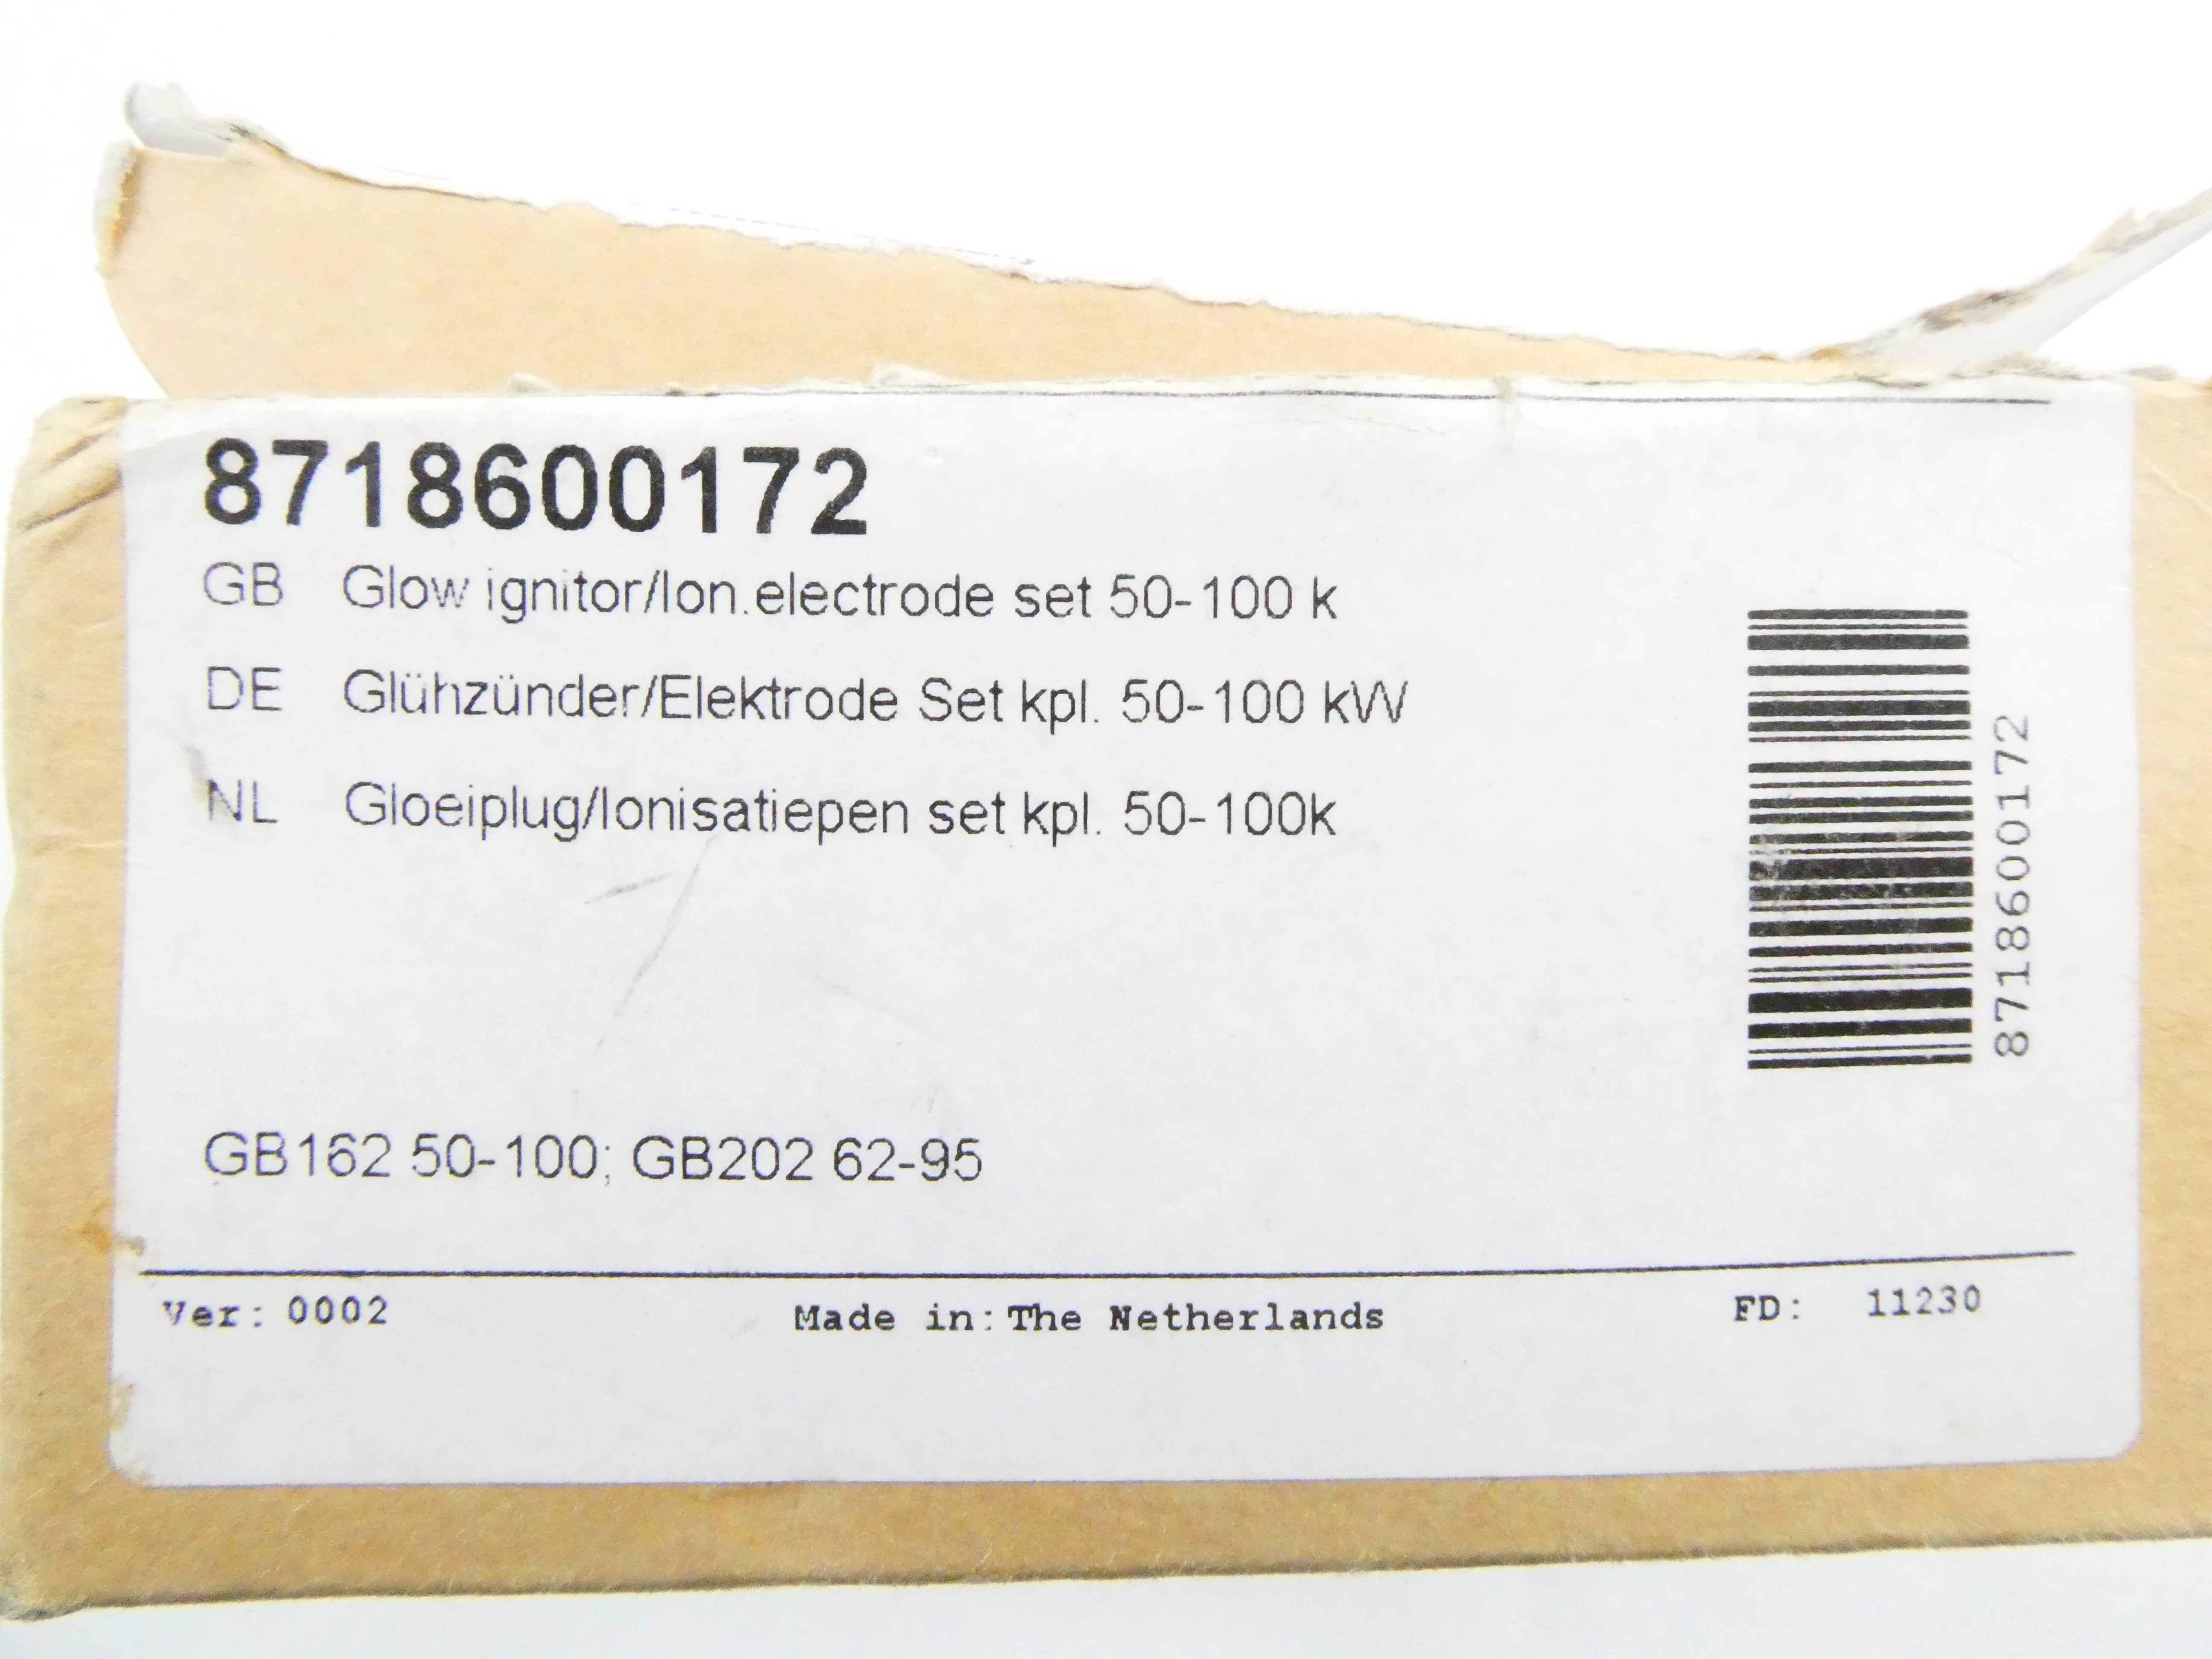 8718600172
GB Glow ignitor/Ion.electrode set 50-100 k
DE Glühzünder/Elektrode Set kpl. 50-100 kW
NL Gloeiplug/Ionisatiepen set kpl. 50-100k
8718600172
GB162 50-100; GB202 62-95
Ver: 0002 Made in: The Netherlands FD: 11230